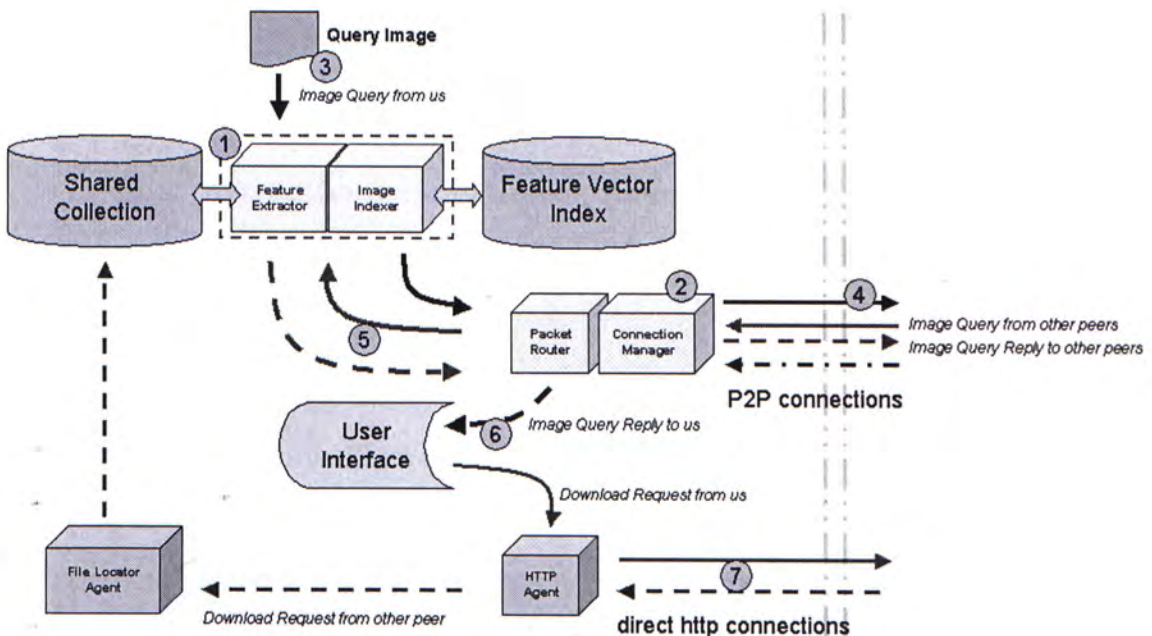 Query Image
3
Image Query from us
1
Shared
Collection
Feature
Extractor
Image
Indexer
Feature Vector
Index
2
4
5
Packet
Router
Connection
Manager
Image Query from other peers
Image Query Reply to other peers
P2P connections
6
Image Query Reply to us
User
Interface
Download Request from us
File Locator
Agent
HTTP
Agent
7
Download Request from other peer
direct http connections